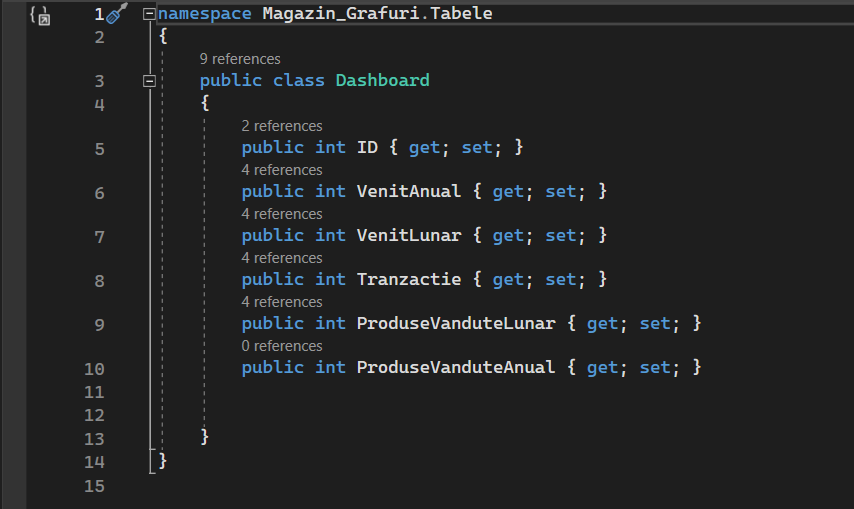 1 namespace Magazin_Grafuri.Tabele
2 {
9 references
3 public class Dashboard
4 {
2 references
5 public int ID { get; set; }
4 references
6 public int VenitAnual { get; set; }
4 references
7 public int VenitLunar { get; set; }
4 references
8 public int Tranzactie { get; set; }
4 references
9 public int ProduseVanduteLunar { get; set; }
0 references
10 public int ProduseVanduteAnual { get; set; }
11
12
13 }
14 }
15